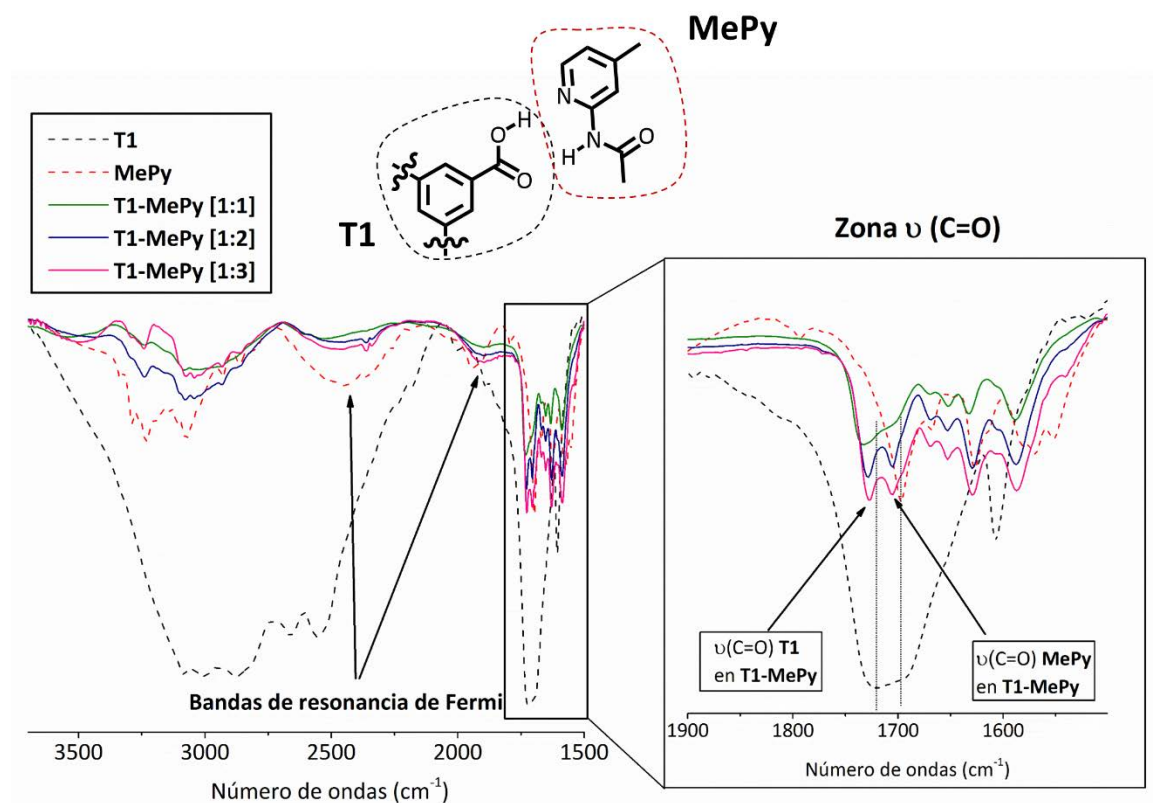 MePy
T1
MePy
T1-MePy [1:1]
T1-MePy [1:2]
T1-MePy [1:3]
N
N
H
O
O
H
O
T1
Zona υ (C=O)
Bandas de resonancia de Fermi
υ(C=O) T1
en T1-MePy
υ(C=O) MePy
en T1-MePy
3500 3000 2500 2000 1500
Número de ondas (cm⁻¹)
1900 1800 1700 1600
Número de ondas (cm⁻¹)